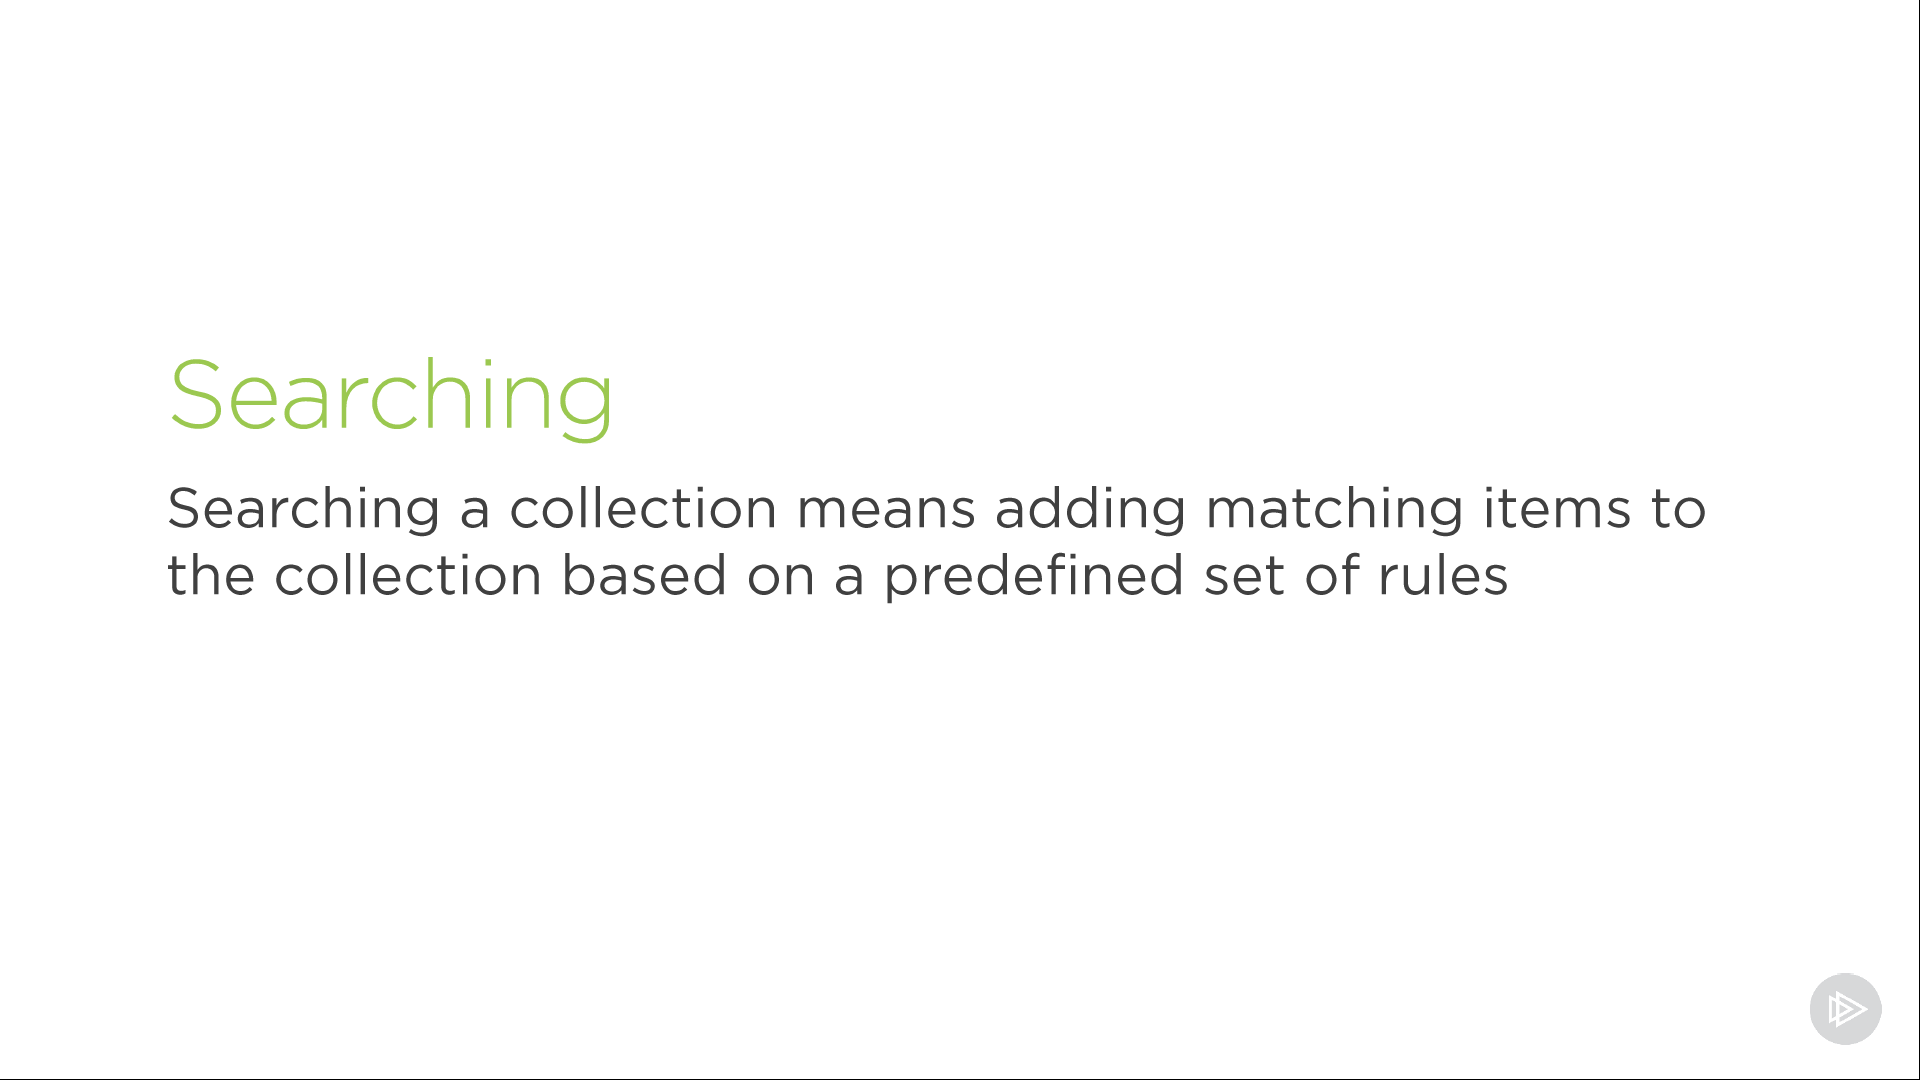 Searching
Searching a collection means adding matching items to
the collection based on a predefined set of rules